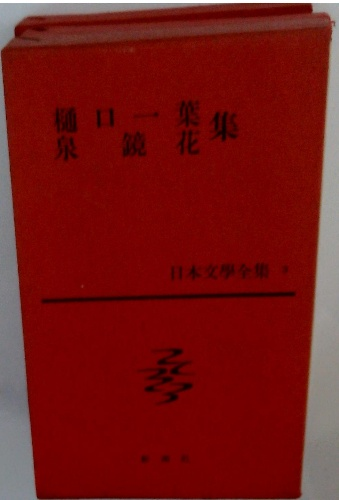 樋口一葉
泉鏡花 集
日本文學全集